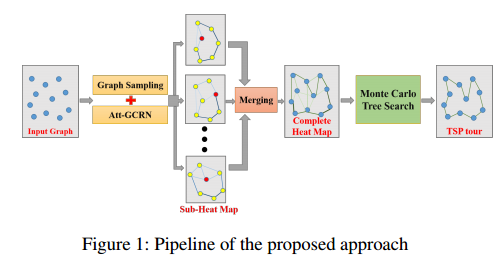 Graph Sampling
Att-GCRN
Input Graph
Sub-Heat Map
Merging
Complete
Heat Map
Monte Carlo
Tree Search
TSP tour
Figure 1: Pipeline of the proposed approach